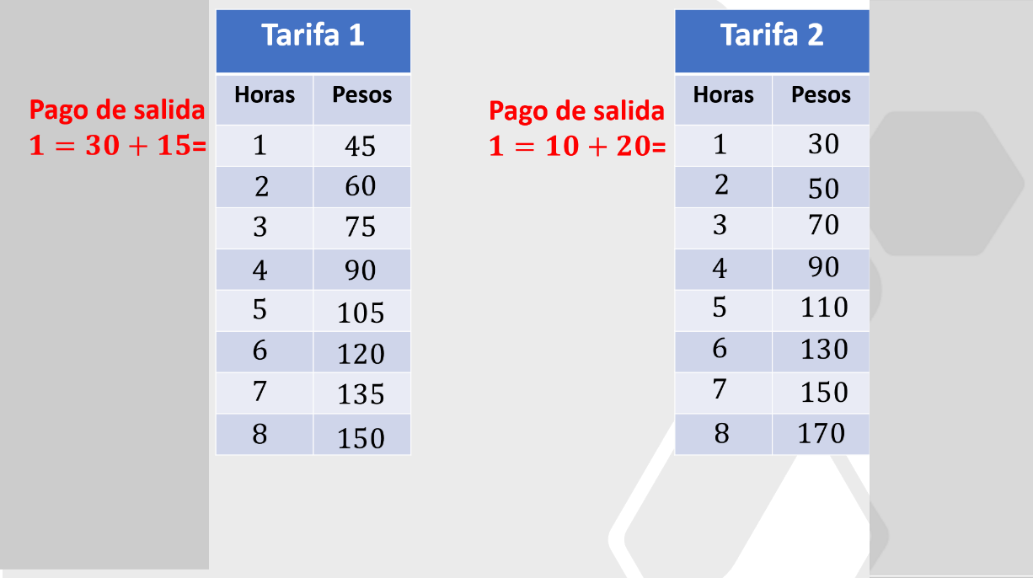 Tarifa 1
Horas Pesos
Pago de salida
1 = 30 + 15=
1 45
2 60
3 75
4 90
5 105
6 120
7 135
8 150
Tarifa 2
Horas Pesos
Pago de salida
1 = 10 + 20=
1 30
2 50
3 70
4 90
5 110
6 130
7 150
8 170